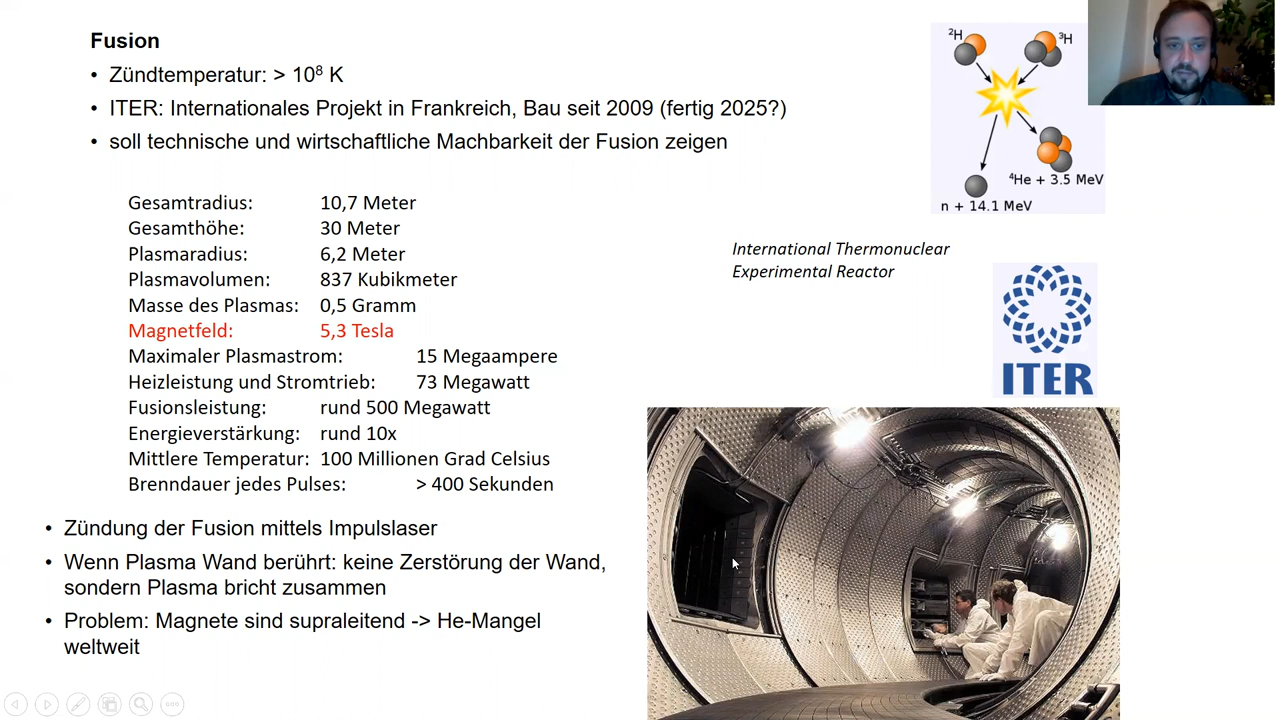 Fusion
• Zündtemperatur: > 10⁸ K
• ITER: Internationales Projekt in Frankreich, Bau seit 2009 (fertig 2025?)
• soll technische und wirtschaftliche Machbarkeit der Fusion zeigen
²H
³H
⁴He + 3.5 MeV
n + 14.1 MeV
Gesamtradius: 10,7 Meter
Gesamthöhe: 30 Meter
Plasmaradius: 6,2 Meter
Plasmavolumen: 837 Kubikmeter
Masse des Plasmas: 0,5 Gramm
Magnetfeld: 5,3 Tesla
Maximaler Plasmastrom: 15 Megaampere
Heizleistung und Stromtrieb: 73 Megawatt
Fusionsleistung: rund 500 Megawatt
Energieverstärkung: rund 10x
Mittlere Temperatur: 100 Millionen Grad Celsius
Brenndauer jedes Pulses: > 400 Sekunden
International Thermonuclear
Experimental Reactor
ITER
• Zündung der Fusion mittels Impulslaser
• Wenn Plasma Wand berührt: keine Zerstörung der Wand,
sondern Plasma bricht zusammen
• Problem: Magnete sind supraleitend -> He-Mangel
weltweit